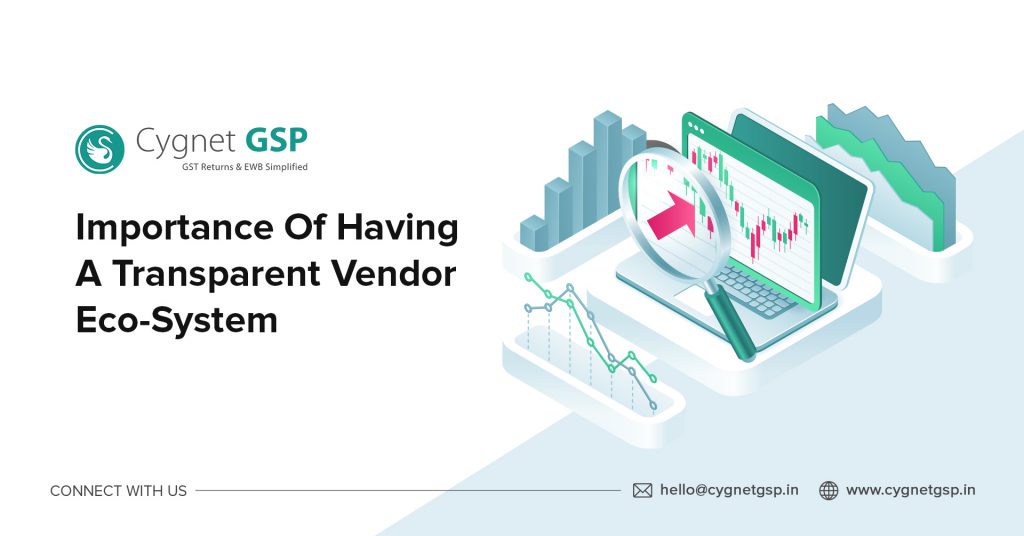 Cygnet GSP
GST Returns & EWB Simplified
Importance Of Having
A Transparent Vendor
Eco-System
CONNECT WITH US
hello@cygnetgsp.in
www.cygnetgsp.in